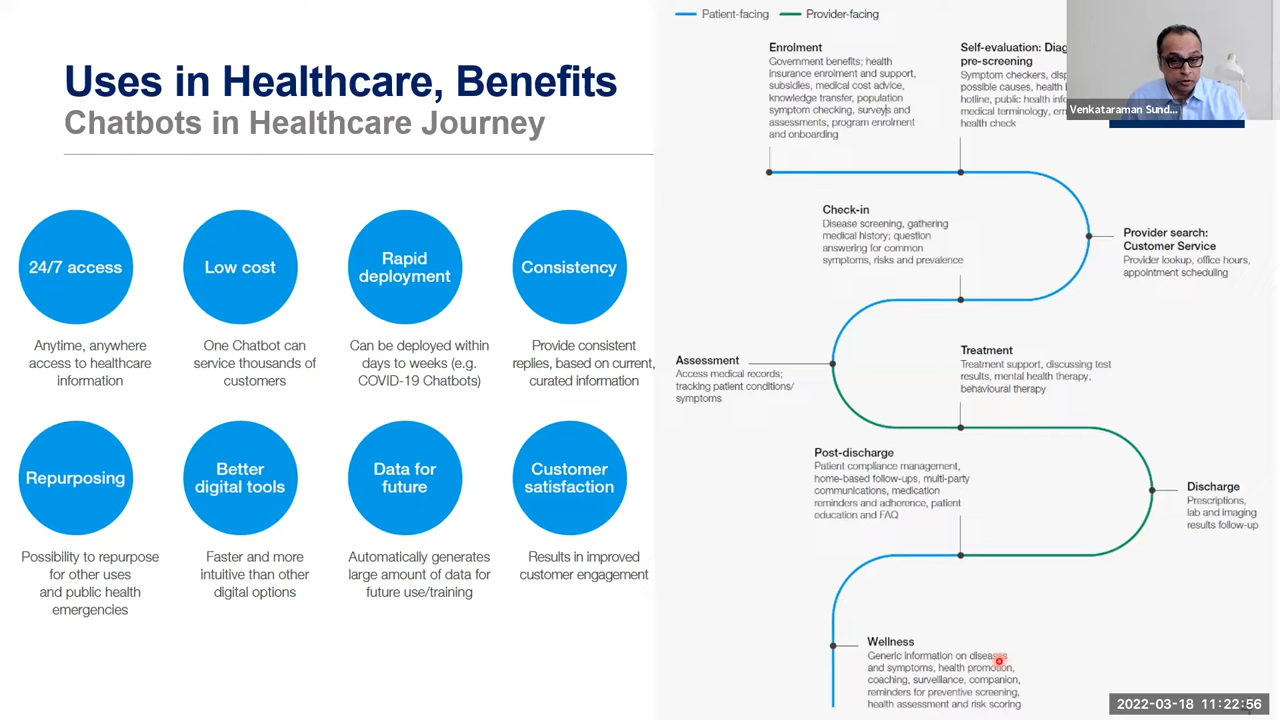 Uses in Healthcare, Benefits
Chatbots in Healthcare Journey
24/7 access
Anytime, anywhere
access to healthcare
information
Low cost
One Chatbot can
service thousands of
customers
Rapid
deployment
Can be deployed within
days to weeks (e.g.
COVID-19 Chatbots)
Consistency
Provide consistent
replies, based on current,
curated information
Repurposing
Possibility to repurpose
for other uses
and public health
emergencies
Better
digital tools
Faster and more
intuitive than other
digital options
Data for
future
Automatically generates
large amount of data for
future use/training
Customer
satisfaction
Results in improved
customer engagement
Patient-facing
Provider-facing
Enrolment
Government benefits; health
insurance enrolment and support,
subsidies, medical cost advice,
knowledge transfer, population
symptom checking, surveys and
assessments, program enrolment
and onboarding
Self-evaluation:
pre-screening
Symptom checkers,
possible causes, health
hotline, public health
medical terminology,
health check
Provider search:
Customer Service
Provider lookup, office hours,
appointment scheduling
Check-in
Disease screening, gathering
medical history; question
answering for common
symptoms, risks and prevalence
Assessment
Access medical records;
tracking patient conditions/
symptoms
Treatment
Treatment support, discussing test
results, mental health therapy,
behavioural therapy
Discharge
Prescriptions,
lab and imaging
results follow-up
Post-discharge
Patient compliance management,
home-based follow-ups, multi-party
communications, medication
reminders and adherence, patient
education and FAQ
Wellness
Generic information on diseases
and symptoms, health promotion,
coaching, surveillance, companion,
reminders for preventive screening,
health assessment and risk scoring
Venkataraman Sund...
2022-03-18 11:22:56